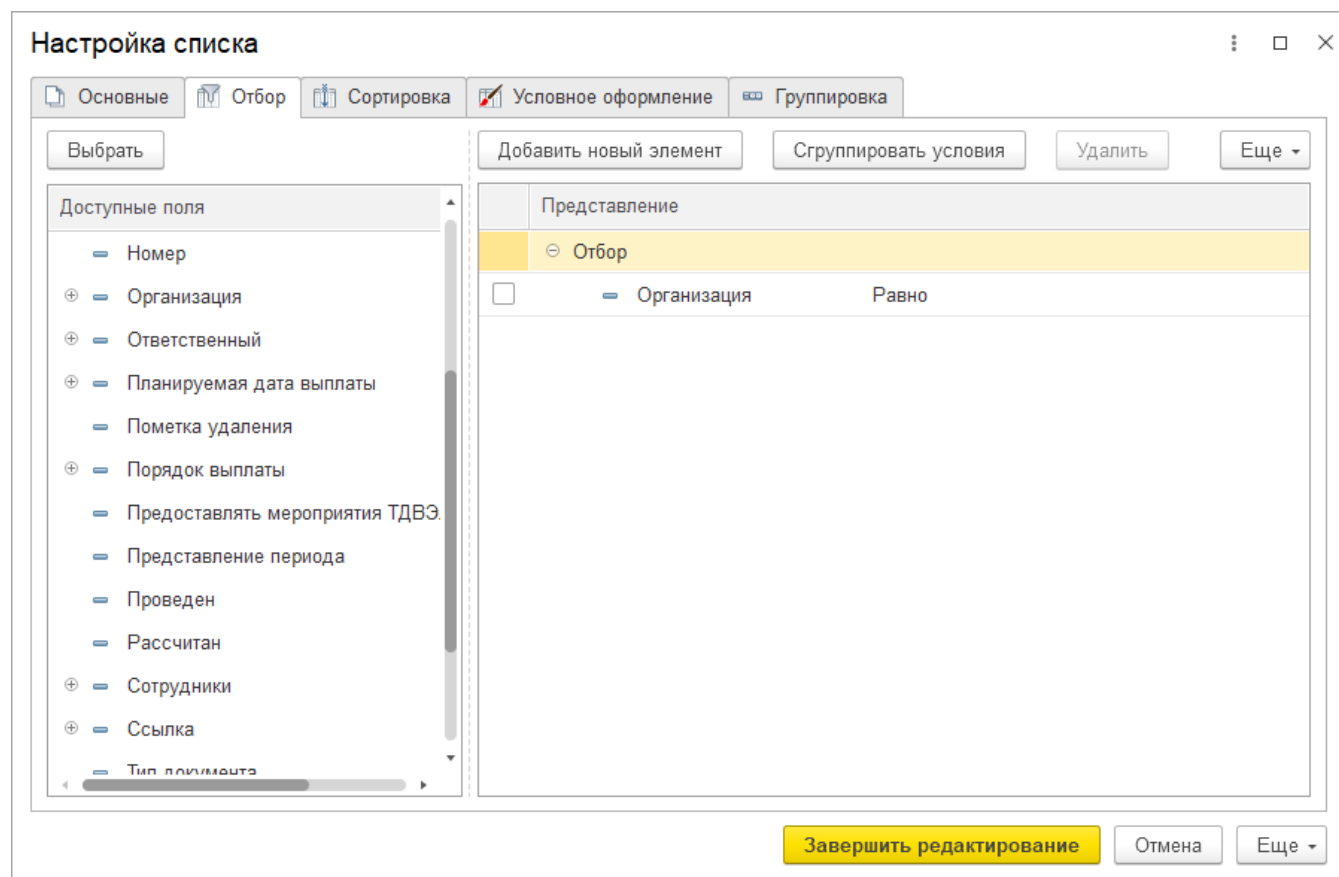 Настройка списка
Основные Отбор Сортировка Условное оформление Группировка
Выбрать Добавить новый элемент Сгруппировать условия Удалить Еще
Доступные поля
Номер
Организация
Ответственный
Планируемая дата выплаты
Пометка удаления
Порядок выплаты
Предоставлять мероприятия ТДВЭ.
Представление периода
Проведен
Рассчитан
Сотрудники
Ссылка
Тип документа
Представление
Отбор
Организация Равно
Завершить редактирование Отмена Еще